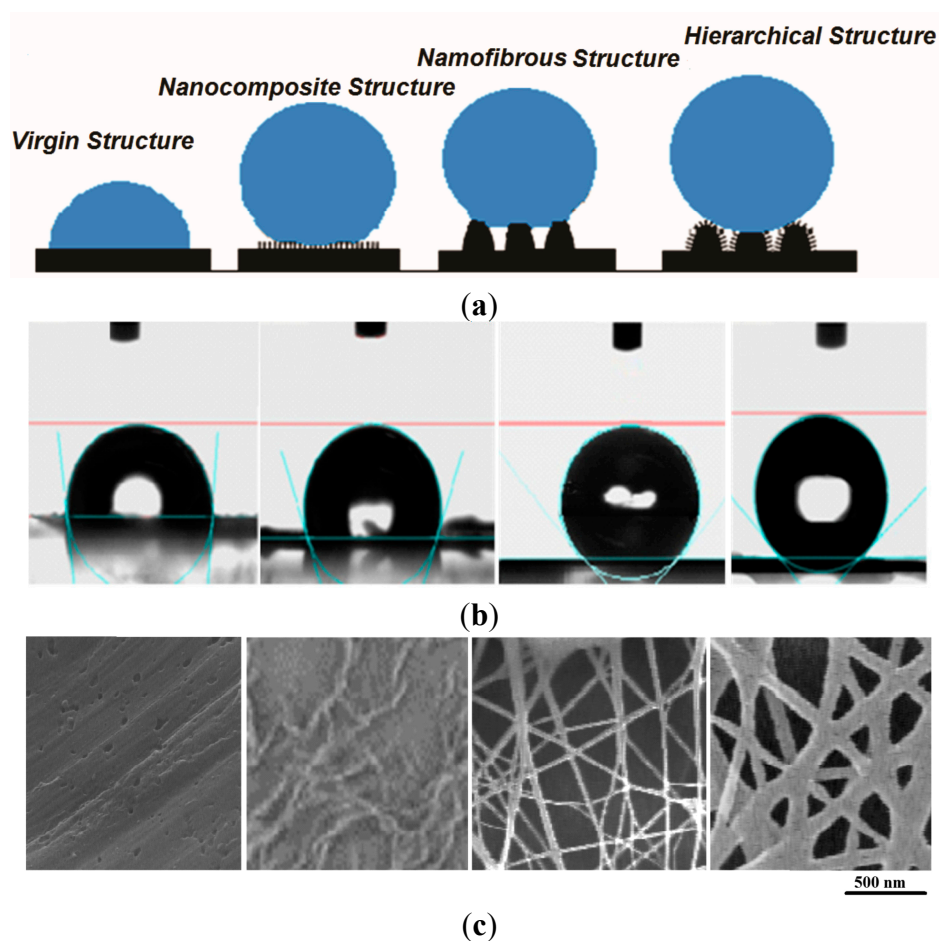 Hierarchical Structure
Namofibrous Structure
Nanocomposite Structure
Virgin Structure
(a)
(b)
500 nm
(c)